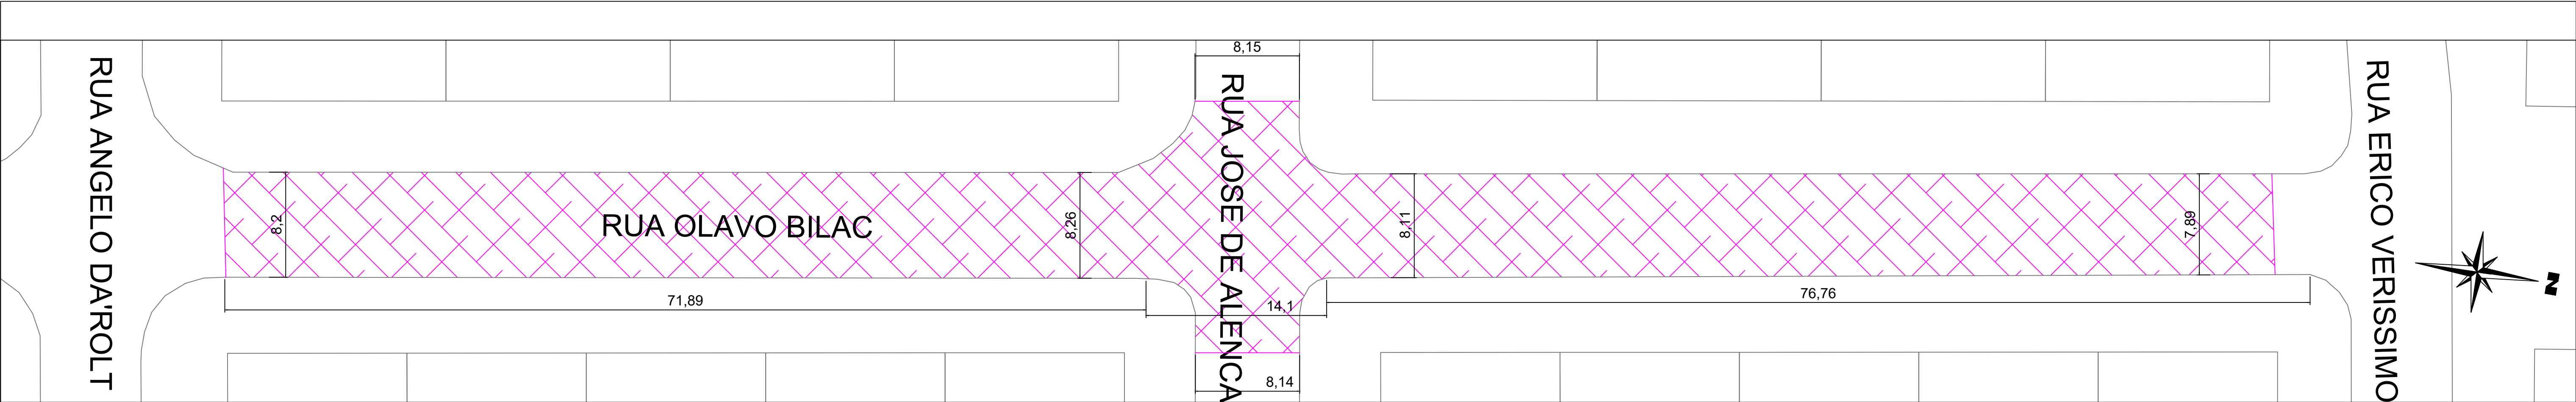 8,15
RUA ANGELO DA'ROLT
RUA JOSE DE ALENCA
RUA ERICO VERISSIMO
8,2
RUA OLAVO BILAC
8,26
8,11
7,89
71,89
14,1
76,76
N
8,14